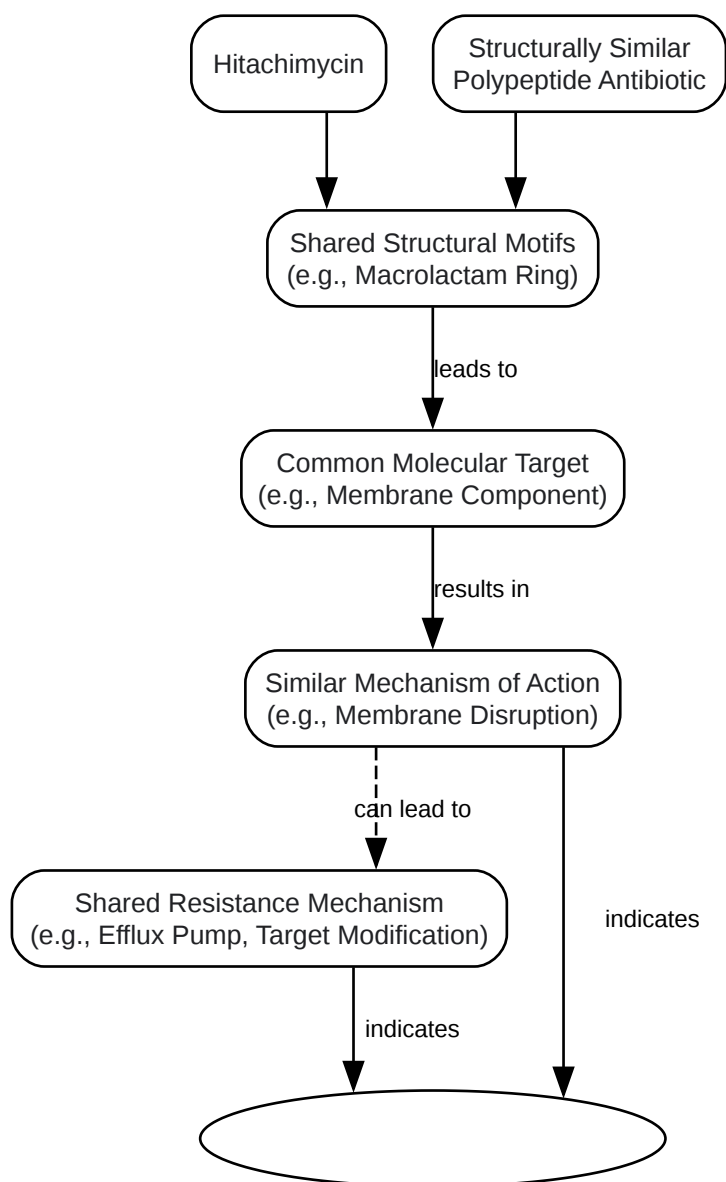 Hitachimycin
Structurally Similar
Polypeptide Antibiotic
Shared Structural Motifs
(e.g., Macrolactam Ring)
leads to
Common Molecular Target
(e.g., Membrane Component)
results in
Similar Mechanism of Action
(e.g., Membrane Disruption)
can lead to
Shared Resistance Mechanism
(e.g., Efflux Pump, Target Modification)
indicates
indicates